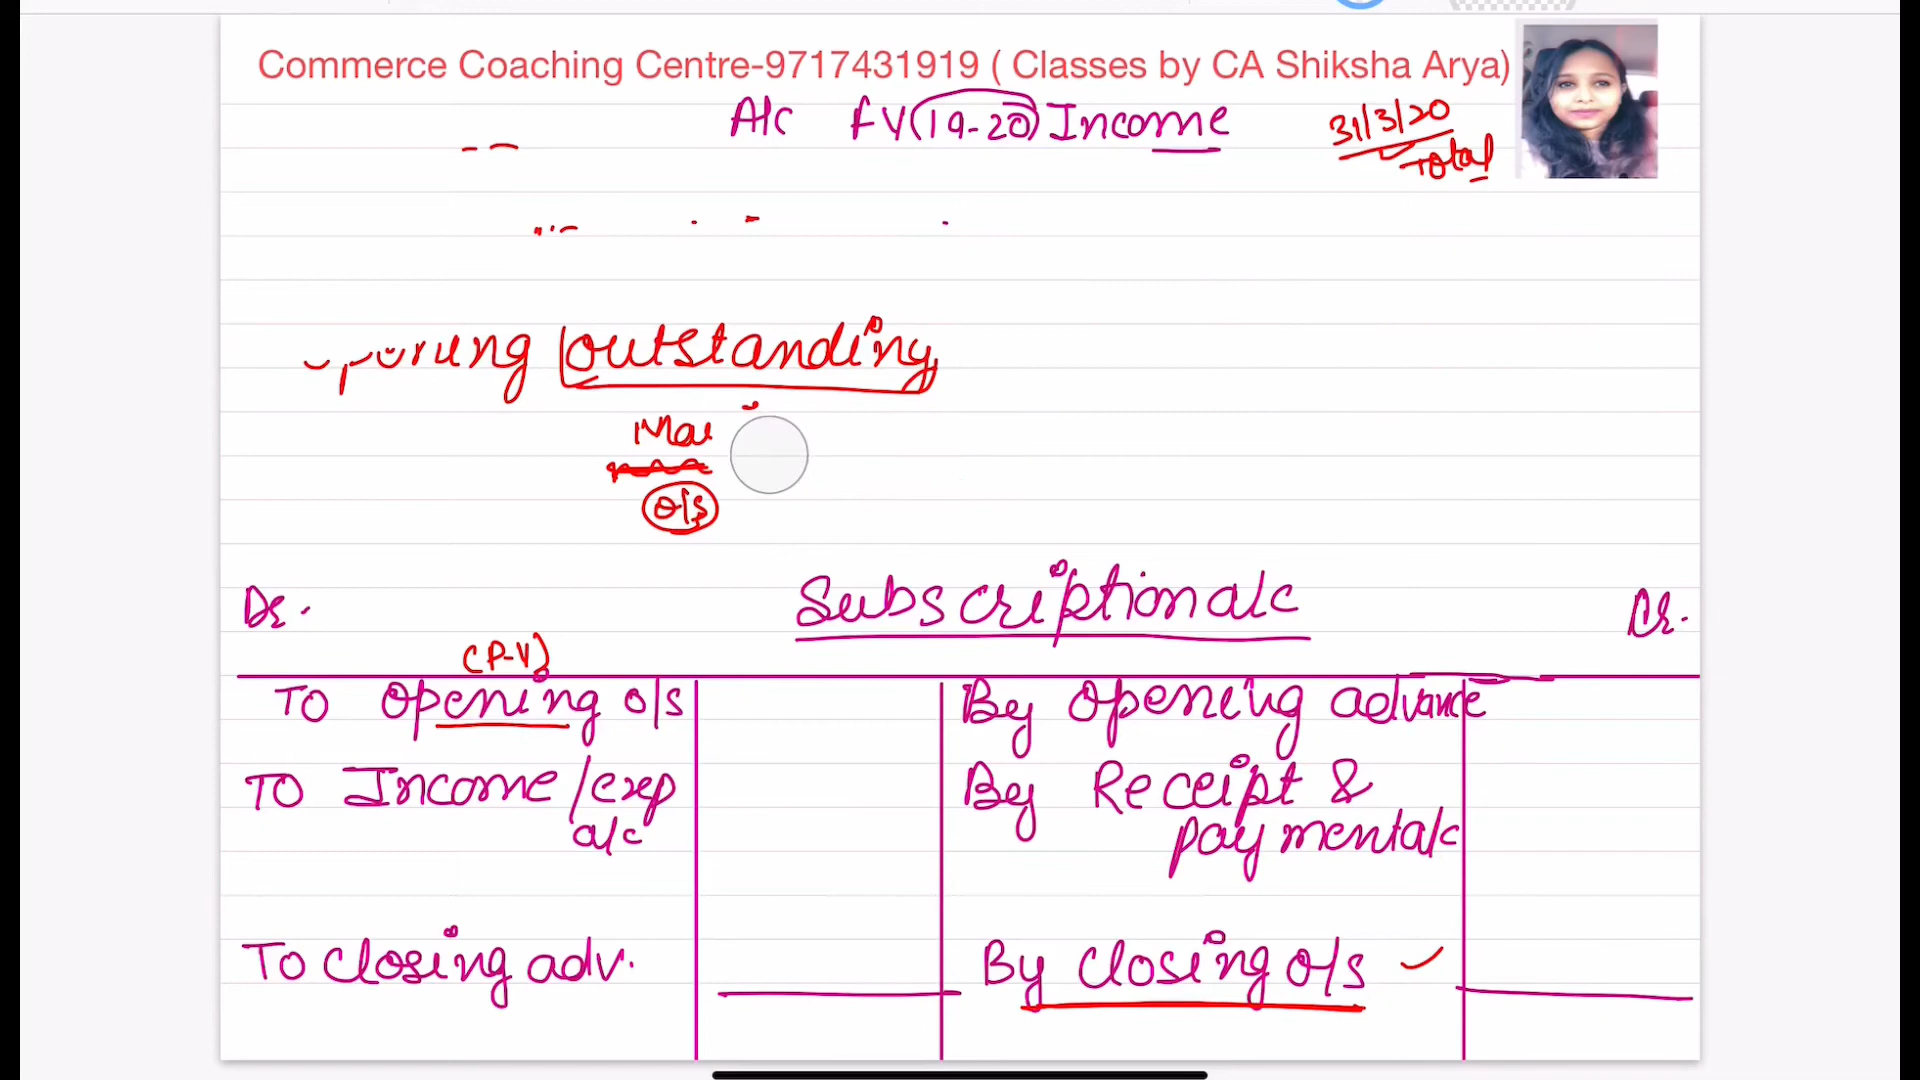 Commerce Coaching Centre-9717431919 ( Classes by CA Shiksha Arya)
A/c FY(19-20) Income
31/3/20
Total
outstanding
Mar
o/s
Subscription a/c
Dr.
Cr.
(P-Y)
To Opening o/s
By Opening advance
To Income/exp a/c
By Receipt & payment a/c
To Closing adv.
By Closing o/s